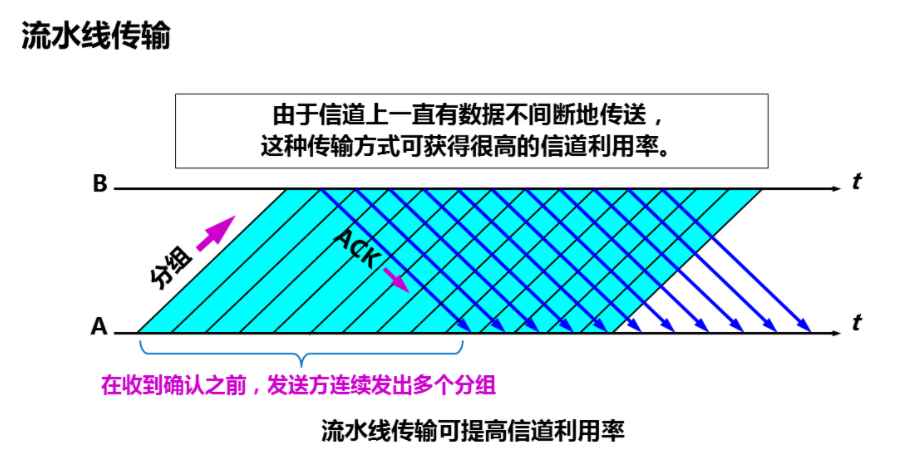 流水线传输
由于信道上一直有数据不间断地传送，
这种传输方式可获得很高的信道利用率。
B
t
分组
ACK
A
t
在收到确认之前，发送方连续发出多个分组
流水线传输可提高信道利用率